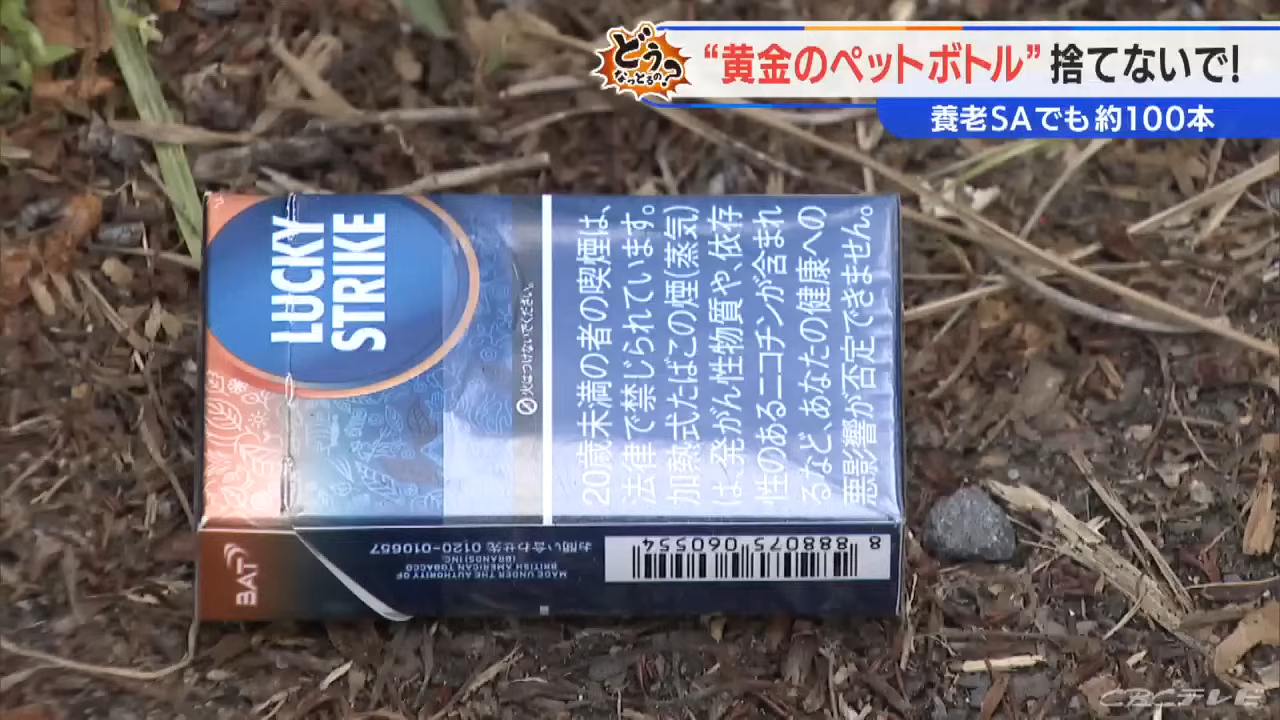 どうなっとるの?
“黄金のペットボトル”捨てないで!
養老SAでも 約100本
LUCKY
STRIKE
火はつけないでください。
20歳未満の者の喫煙は、
法律で禁じられています。
加熱式たばこの煙(蒸気)
は、発がん性物質や、依存
性のあるニコチンが含まれ
るなど、あなたの健康への
悪影響が否定できません。
BAT
お問い合わせ先 0120-010657
MADE UNDER THE AUTHORITY OF
BRITISH AMERICAN TOBACCO
(BRANDS) INC.
8 888075 060554
CBCテレビ